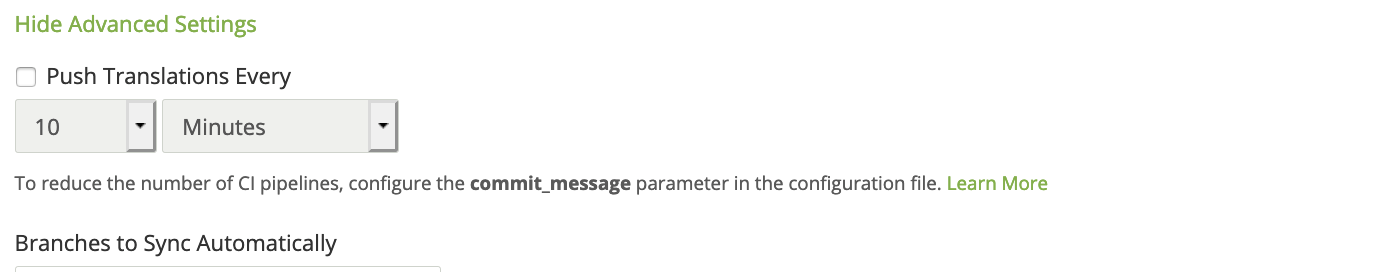 Hide Advanced Settings
Push Translations Every
10 Minutes
To reduce the number of CI pipelines, configure the commit_message parameter in the configuration file. Learn More
Branches to Sync Automatically